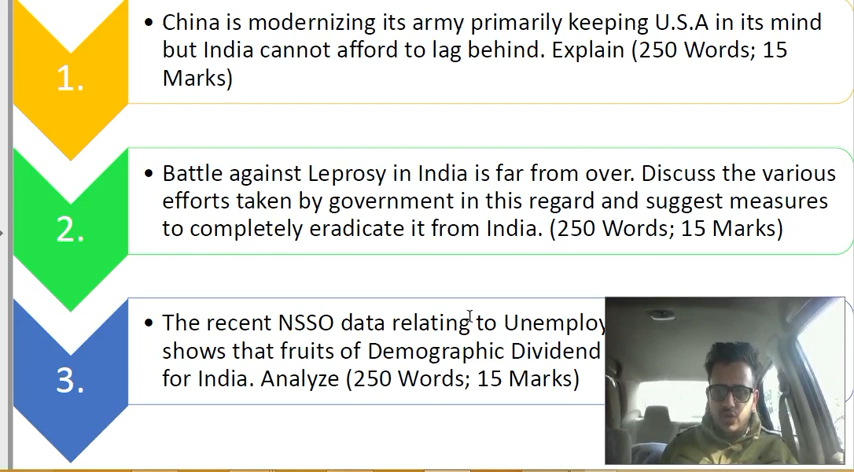 • China is modernizing its army primarily keeping U.S.A in its mind
but India cannot afford to lag behind. Explain (250 Words; 15
Marks)
1.
• Battle against Leprosy in India is far from over. Discuss the various
efforts taken by government in this regard and suggest measures
to completely eradicate it from India. (250 Words; 15 Marks)
2.
• The recent NSSO data relating to Unemploy
shows that fruits of Demographic Dividend
for India. Analyze (250 Words; 15 Marks)
3.